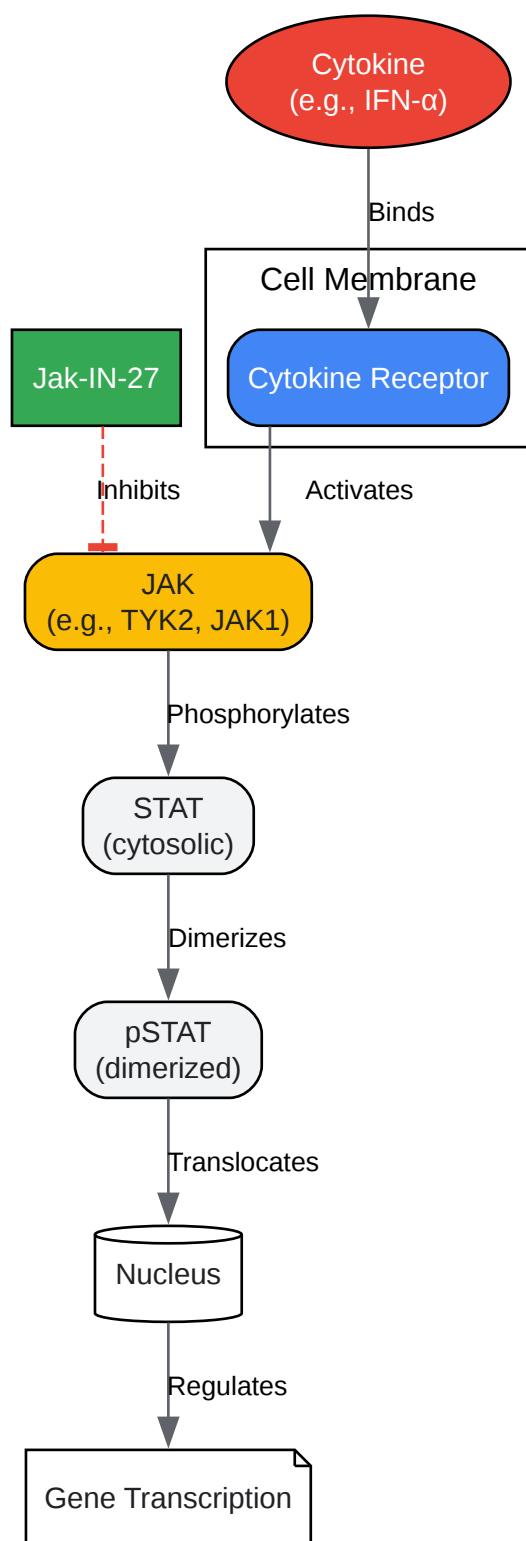 Cytokine
(e.g., IFN-α)
Binds
Cell Membrane
Jak-IN-27
Cytokine Receptor
Inhibits
Activates
JAK
(e.g., TYK2, JAK1)
Phosphorylates
STAT
(cytosolic)
Dimerizes
pSTAT
(dimerized)
Translocates
Nucleus
Regulates
Gene Transcription